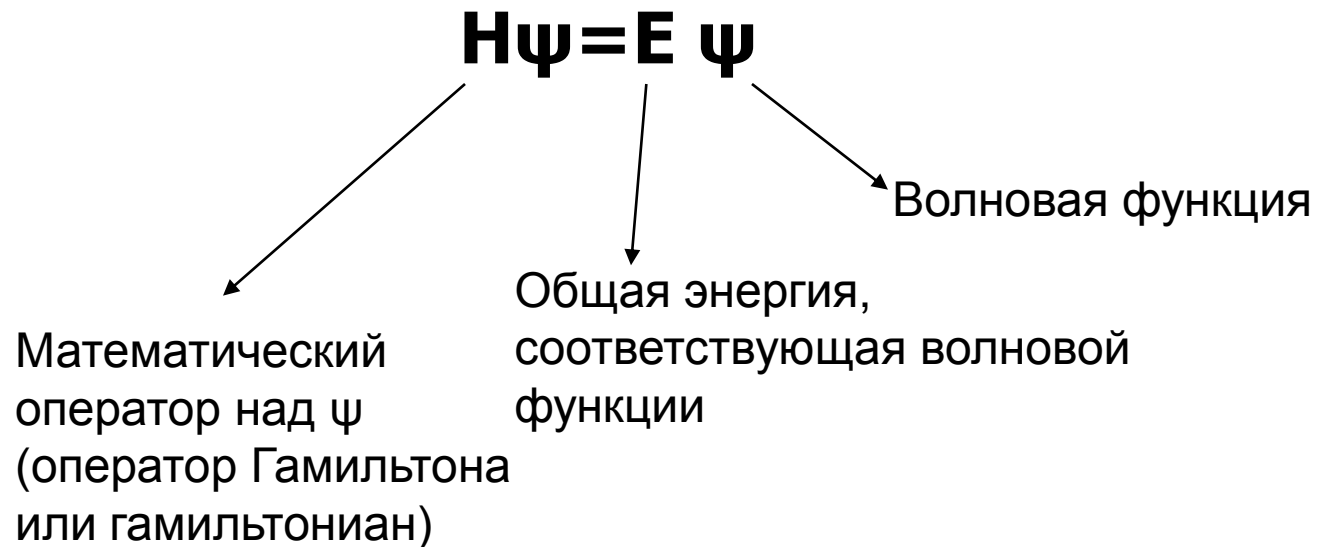 Hψ=E ψ
Волновая функция
Общая энергия,
соответствующая волновой
функции
Математический
оператор над ψ
(оператор Гамильтона
или гамильтониан)